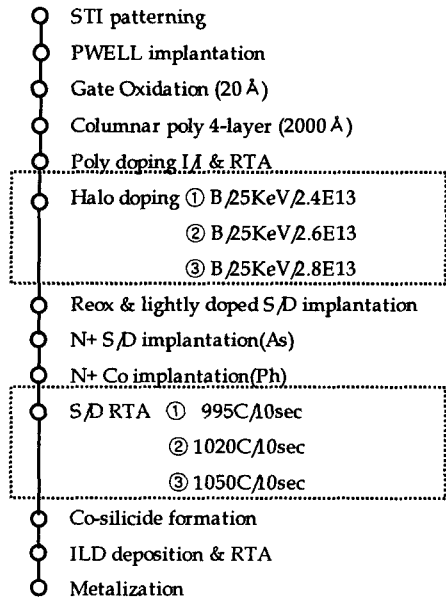 STI patterning
PWELL implantation
Gate Oxidation (20 Å)
Columnar poly 4-layer (2000 Å)
Poly doping I/I & RTA
Halo doping ① B/25KeV/2.4E13
② B/25KeV/2.6E13
③ B/25KeV/2.8E13
Reox & lightly doped S/D implantation
N+ S/D implantation(As)
N+ Co implantation(Ph)
S/D RTA ① 995C/10sec
② 1020C/10sec
③ 1050C/10sec
Co-silicide formation
ILD deposition & RTA
Metalization